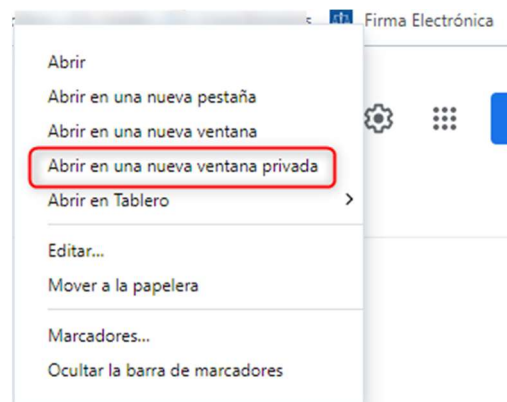 Firma Electrónica
Abrir
Abrir en una nueva pestaña
Abrir en una nueva ventana
Abrir en una nueva ventana privada
Abrir en Tablero
Editar...
Mover a la papelera
Marcadores...
Ocultar la barra de marcadores